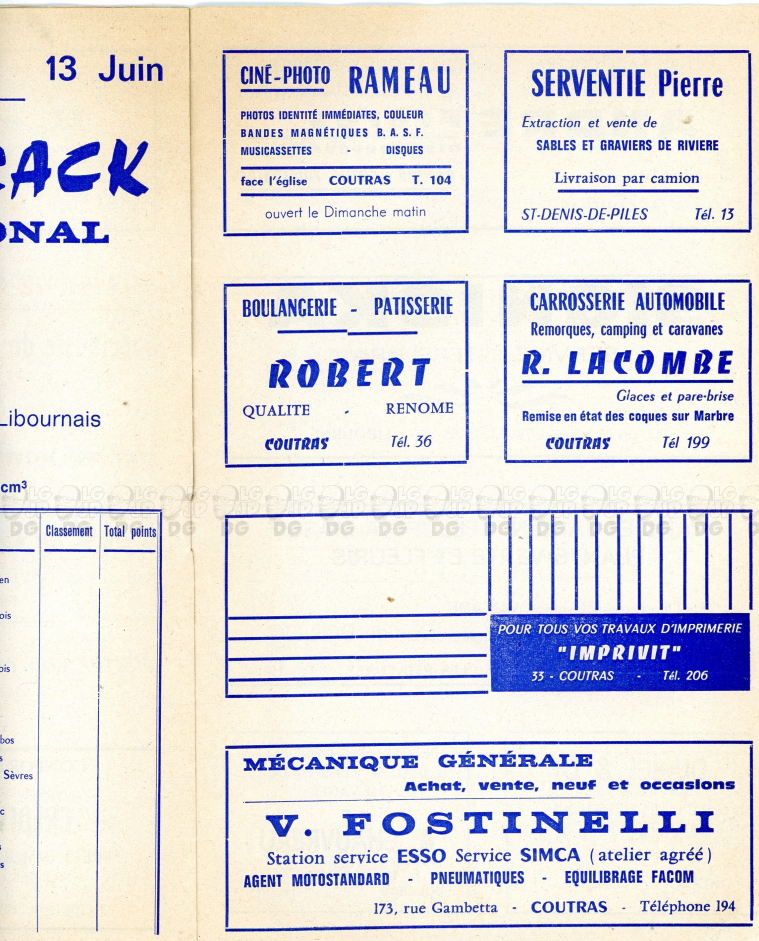 13 Juin
ONAL
Libournais
cm³
Classement Total points
en
ois
ois
bos
s
Sèvres
c
s
s
CINÉ-PHOTO RAMEAU
PHOTOS IDENTITÉ IMMÉDIATES, COULEUR
BANDES MAGNÉTIQUES B. A. S. F.
MUSICASSETTES - DISQUES
face l'église COUTRAS T. 104
ouvert le Dimanche matin
SERVENTIE Pierre
Extraction et vente de
SABLES ET GRAVIERS DE RIVIERE
Livraison par camion
ST-DENIS-DE-PILES Tél. 13
BOULANGERIE - PATISSERIE
ROBERT
QUALITE - RENOME
COUTRAS Tél. 36
CARROSSERIE AUTOMOBILE
Remorques, camping et caravanes
R. LACOMBE
Glaces et pare-brise
Remise en état des coques sur Marbre
COUTRAS Tél 199
POUR TOUS VOS TRAVAUX D'IMPRIMERIE
"IMPRIVIT"
33 - COUTRAS - Tél. 206
MÉCANIQUE GÉNÉRALE
Achat, vente, neuf et occasions
V. FOSTINELLI
Station service ESSO Service SIMCA (atelier agréé)
AGENT MOTOSTANDARD - PNEUMATIQUES - EQUILIBRAGE FACOM
173, rue Gambetta - COUTRAS - Téléphone 194